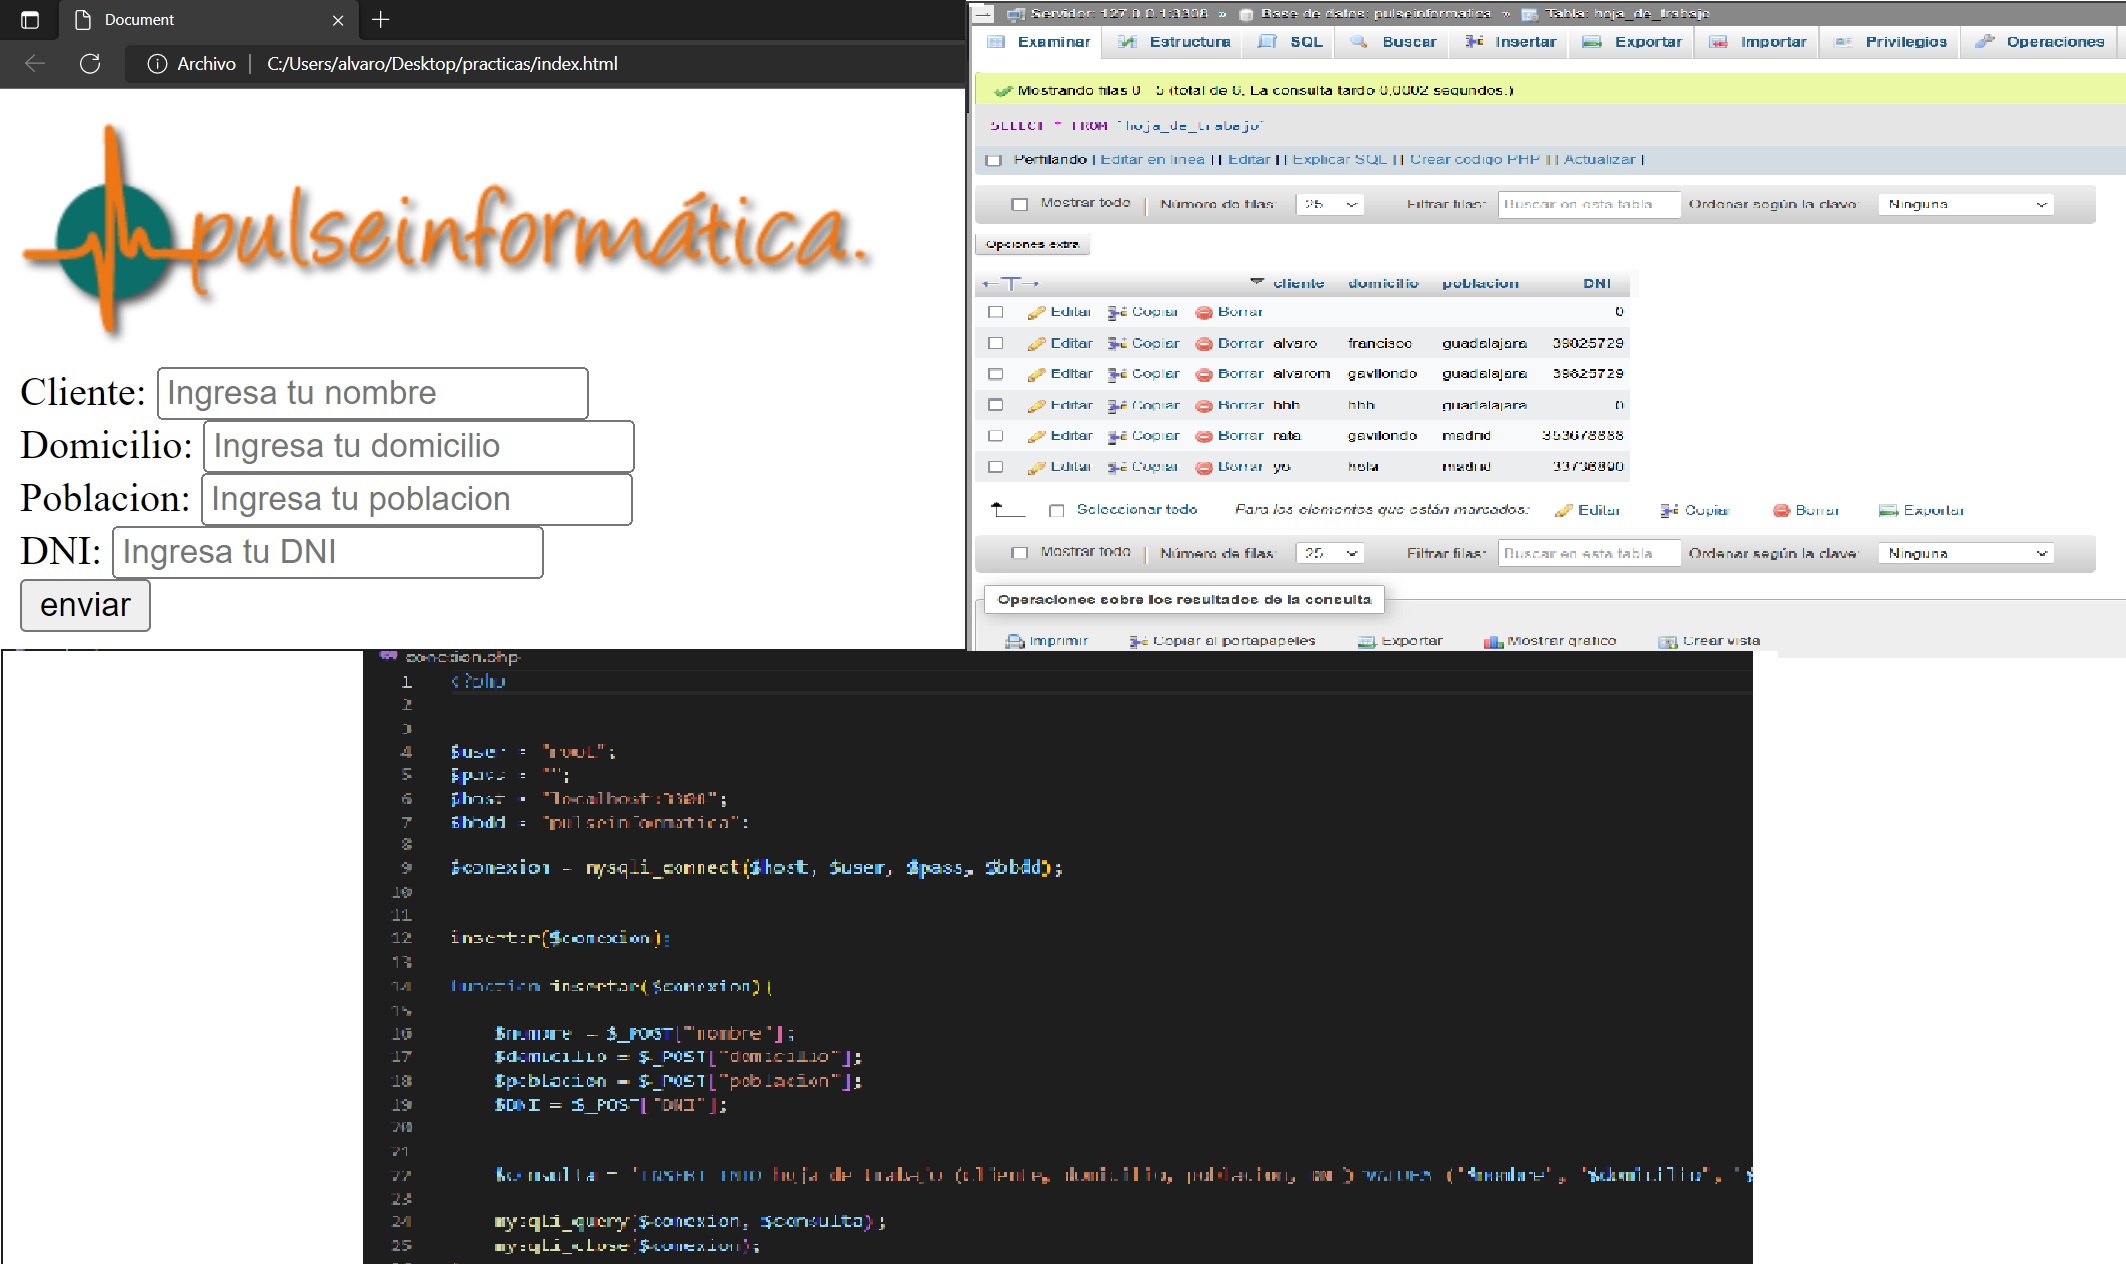 Document
Archivo | C:/Users/alvaro/Desktop/practicas/index.html
pulseinformática.
Cliente: Ingresa tu nombre
Domicilio: Ingresa tu domicilio
Poblacion: Ingresa tu poblacion
DNI: Ingresa tu DNI
enviar
Servidor: 127.0.0.1:3308 » Base de datos: pulseinformatica » Tabla: hoja_de_trabajo
Examinar Estructura SQL Buscar Insertar Exportar Importar Privilegios Operaciones
Mostrando filas 0 - 5 (total de 6, La consulta tardó 0,0002 segundos.)
SELECT * FROM `hoja_de_trabajo`
Perfilando [ Editar en línea ] [ Editar ] [ Explicar SQL ] [ Crear código PHP ] [ Actualizar ]
Mostrar todo | Número de filas: 25 Filtrar filas: Buscar en esta tabla Ordenar según la clave: Ninguna
Opciones extra
cliente domicilio poblacion DNI
Editar Copiar Borrar 0
Editar Copiar Borrar alvaro francisco guadalajara 39825729
Editar Copiar Borrar alvarom gavilondo guadalajara 39825729
Editar Copiar Borrar hhh hhh guadalajara 0
Editar Copiar Borrar rata gavilondo madrid 353678888
Editar Copiar Borrar yo hola madrid 33736890
Seleccionar todo Para los elementos que están marcados: Editar Copiar Borrar Exportar
Mostrar todo | Número de filas: 25 Filtrar filas: Buscar en esta tabla Ordenar según la clave: Ninguna
Operaciones sobre los resultados de la consulta
Imprimir Copiar al portapapeles Exportar Mostrar gráfico Crear vista
conexion.php
1 <?php
2
3
4 $user = "root";
5 $pass = "";
6 $host = "localhost:3308";
7 $bbdd = "pulseinformatica";
8
9 $conexion = mysqli_connect($host, $user, $pass, $bbdd);
10
11
12 insertar($conexion);
13
14 function insertar($conexion){
15
16 $nombre = $_POST["nombre"];
17 $domicilio = $_POST["domicilio"];
18 $poblacion = $_POST["poblacion"];
19 $DNI = $_POST["DNI"];
20
21
22 $consulta = "INSERT INTO hoja_de_trabajo (cliente, domicilio, poblacion, DNI) VALUES ('$nombre', '$domicilio', '$
23
24 mysqli_query($conexion, $consulta);
25 mysqli_close($conexion);